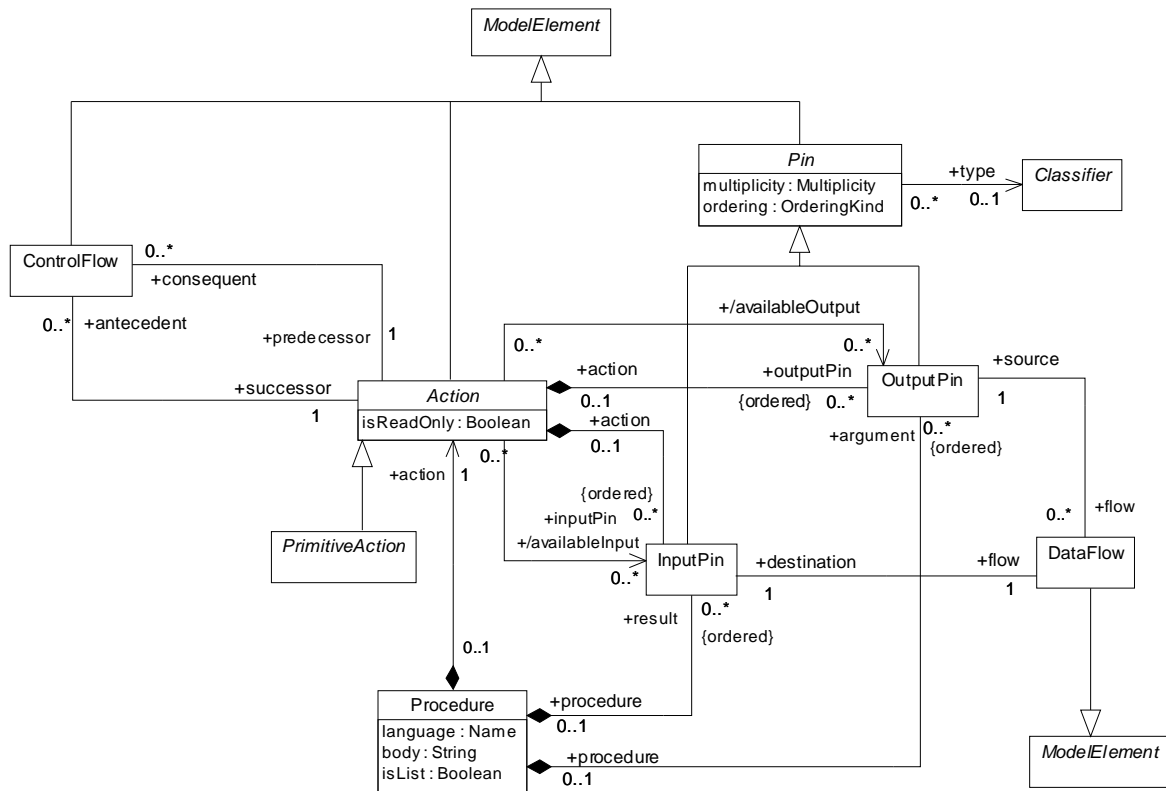 ModelElement
Pin
multiplicity : Multiplicity
ordering : OrderingKind
+type
0..*
0..1
Classifier
ControlFlow
0..*
+consequent
0..*
+antecedent
+predecessor
1
+successor
1
+/availableOutput
0..*
0..*
Action
isReadOnly : Boolean
+action
0..1
+outputPin
{ordered}
0..*
OutputPin
+source
1
+action
0..1
+argument
0..*
{ordered}
0..*
+action
1
{ordered}
+inputPin
0..*
+/availableInput
0..*
PrimitiveAction
InputPin
+destination
1
+flow
1
0..*
+flow
DataFlow
+result
0..*
{ordered}
0..1
Procedure
language : Name
body : String
isList : Boolean
+procedure
0..1
+procedure
0..1
ModelElement